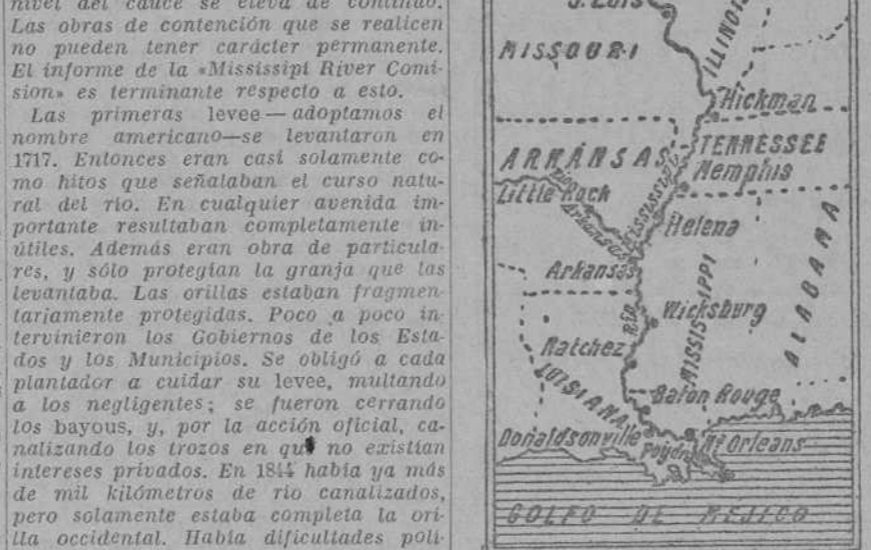 nivel del cauce se eleva de continuo.
Las obras de contención que se realicen
no pueden tener carácter permanente.
El informe de la «Mississipi River Comi-
sion» es terminante respecto a esto.
Las primeras levee — adoptamos el
nombre americano—se levantaron en
1717. Entonces eran casi solamente co-
mo hitos que señalaban el curso natu-
ral del río. En cualquier avenida im-
portante resultaban completamente in-
útiles. Además eran obra de particula-
res, y sólo protegían la granja que las
levantaba. Las orillas estaban fragmen-
tariamente protegidas. Poco a poco in-
tervinieron los Gobiernos de los Esta-
dos y los Municipios. Se obligó a cada
plantador a cuidar su levee, multando
a los negligentes; se fueron cerrando
los bayous, y, por la acción oficial, ca-
nalizando los trozos en que no existían
intereses privados. En 1844 había ya más
de mil kilómetros de río canalizados,
pero solamente estaba completa la ori-
lla occidental. Había dificultades polí-
S. Luis
ILLINOIS
MISSOURI
Hickman
TENNESSEE
ARKÁNSAS
Memphis
Little Rock
Río Arkansas
Helena
Arkansas
Wicksburg
RÍO
MISSISSIPPI
ALABAMA
Natchez
LUISIANA
Baton Rouge
Donaldsonville
Orleans
GOLFO DE MEJICO